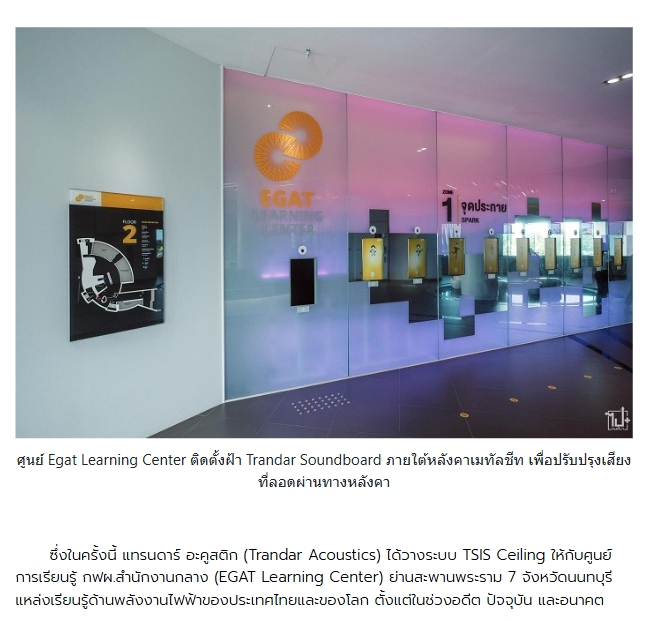 EGAT
LEARNING
CENTER
FLOOR
2
ZONE
1
จุดประกาย
SPARK
ศูนย์ Egat Learning Center ติดตั้งฝ้า Trandar Soundboard ภายใต้หลังคาเมทัลชีท เพื่อปรับปรุงเสียง
ที่ลอดผ่านทางหลังคา
ซึ่งในครั้งนี้ แทรนดาร์ อะคูสติก (Trandar Acoustics) ได้วางระบบ TSIS Ceiling ให้กับศูนย์
การเรียนรู้ กฟผ.สำนักงานกลาง (EGAT Learning Center) ย่านสะพานพระราม 7 จังหวัดนนทบุรี
แหล่งเรียนรู้ด้านพลังงานไฟฟ้าของประเทศไทยและของโลก ตั้งแต่ในช่วงอดีต ปัจจุบัน และอนาคต